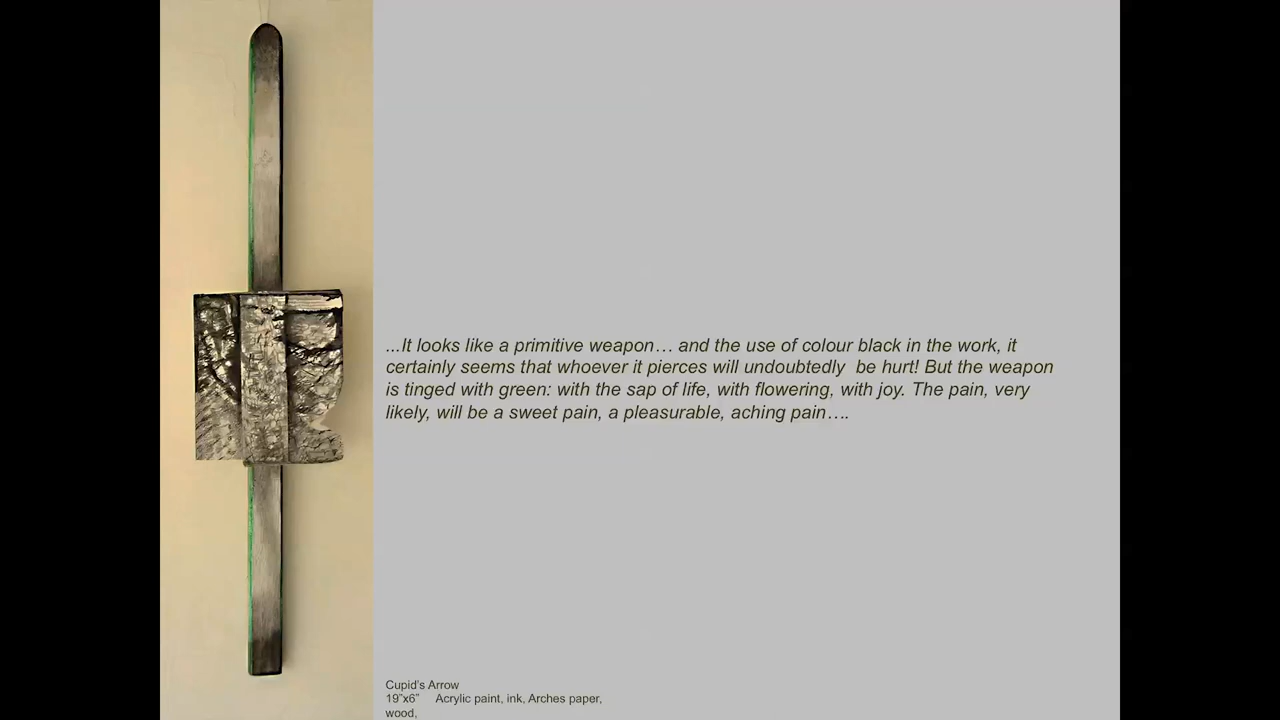 ...It looks like a primitive weapon… and the use of colour black in the work, it
certainly seems that whoever it pierces will undoubtedly  be hurt! But the weapon
is tinged with green: with the sap of life, with flowering, with joy. The pain, very
likely, will be a sweet pain, a pleasurable, aching pain….
Cupid's Arrow
19"x6"    Acrylic paint, ink, Arches paper,
wood,